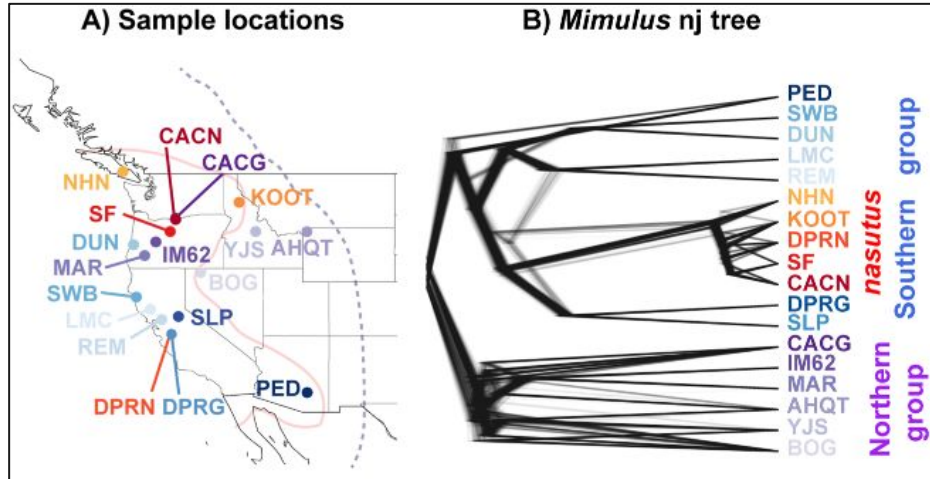 A) Sample locations
CACN
CACG
NHN
KOOT
SF
DUN
IM62
YJS
AHQT
MAR
BOG
SWB
LMC
SLP
REM
PED
DPRN
DPRG
B) Mimulus nj tree
PED
SWB
DUN
LMC
REM
NHN
KOOT
DPRN
SF
CACN
DPRG
SLP
CACG
IM62
MAR
AHQT
YJS
BOG
nasutus
Southern group
Northern
group